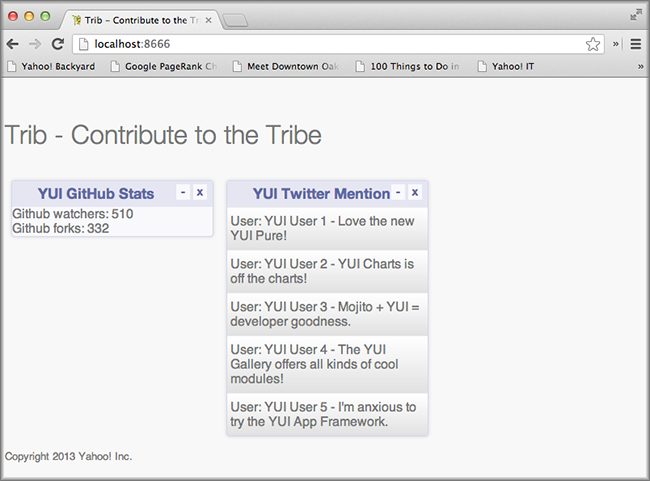 Trib - Contribute to the Tr
localhost:8666
Yahoo! Backyard
Google PageRank Ch
Meet Downtown Oak
100 Things to Do in
Yahoo! IT
»
Trib - Contribute to the Tribe
YUI GitHub Stats - x
Github watchers: 510
Github forks: 332
YUI Twitter Mention - x
User: YUI User 1 - Love the new
YUI Pure!
User: YUI User 2 - YUI Charts is
off the charts!
User: YUI User 3 - Mojito + YUI =
developer goodness.
User: YUI User 4 - The YUI
Gallery offers all kinds of cool
modules!
User: YUI User 5 - I'm anxious to
try the YUI App Framework.
Copyright 2013 Yahoo! Inc.